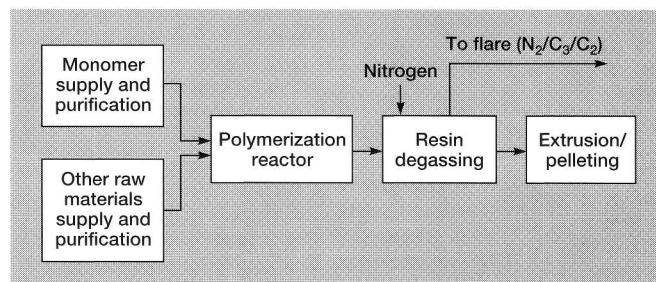 Monomer
supply and
purification
Other raw
materials
supply and
purification
Polymerization
reactor
Nitrogen
To flare (N₂/C₃/C₂)
Resin
degassing
Extrusion/
pelleting